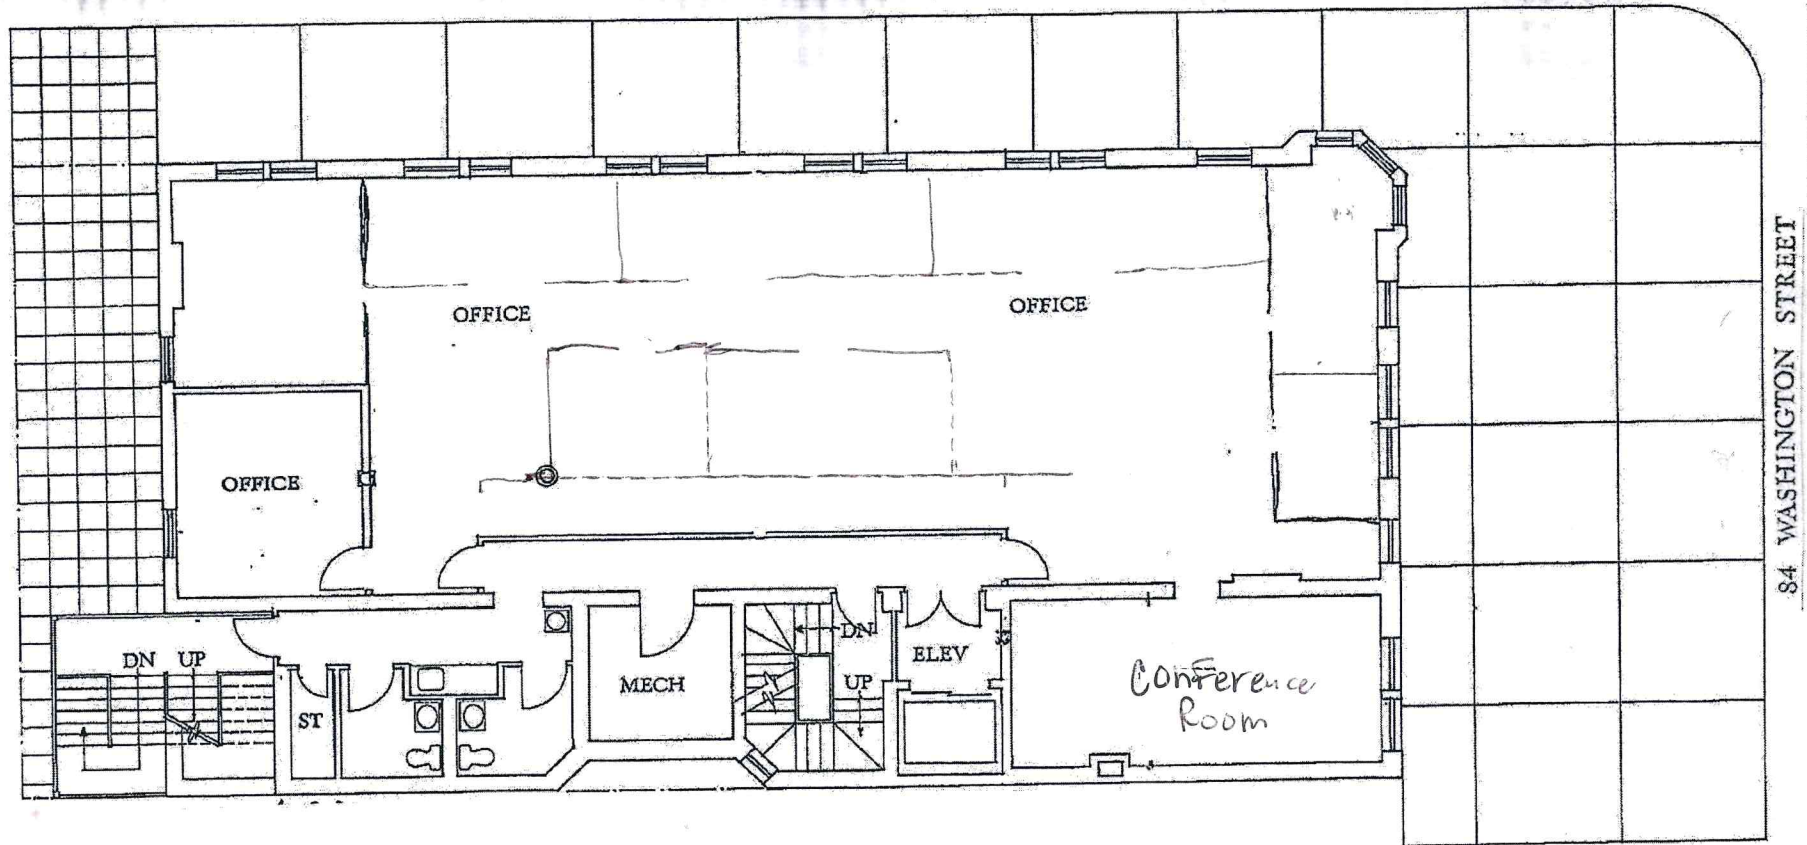 OFFICE
OFFICE
OFFICE
DN
UP
ST
MECH
DN
UP
ELEV
Conference
Room
84 WASHINGTON STREET